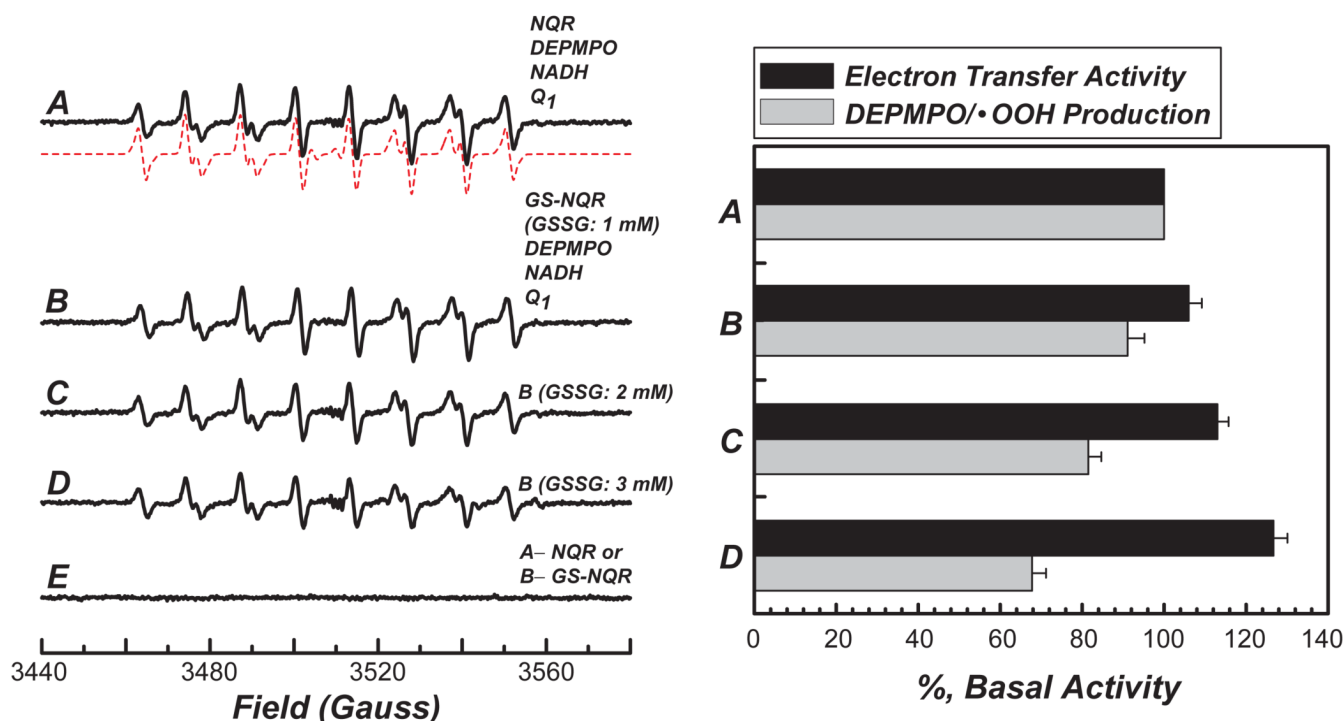 NQR
DEPMPO
NADH
Q1
A
GS-NQR
(GSSG: 1 mM)
DEPMPO
NADH
Q1
B
C
B (GSSG: 2 mM)
D
B (GSSG: 3 mM)
E
A– NQR or
B– GS-NQR
3440 3480 3520 3560
Field (Gauss)
Electron Transfer Activity
DEPMPO/•OOH Production
A
B
C
D
0 20 40 60 80 100 120 140
%, Basal Activity